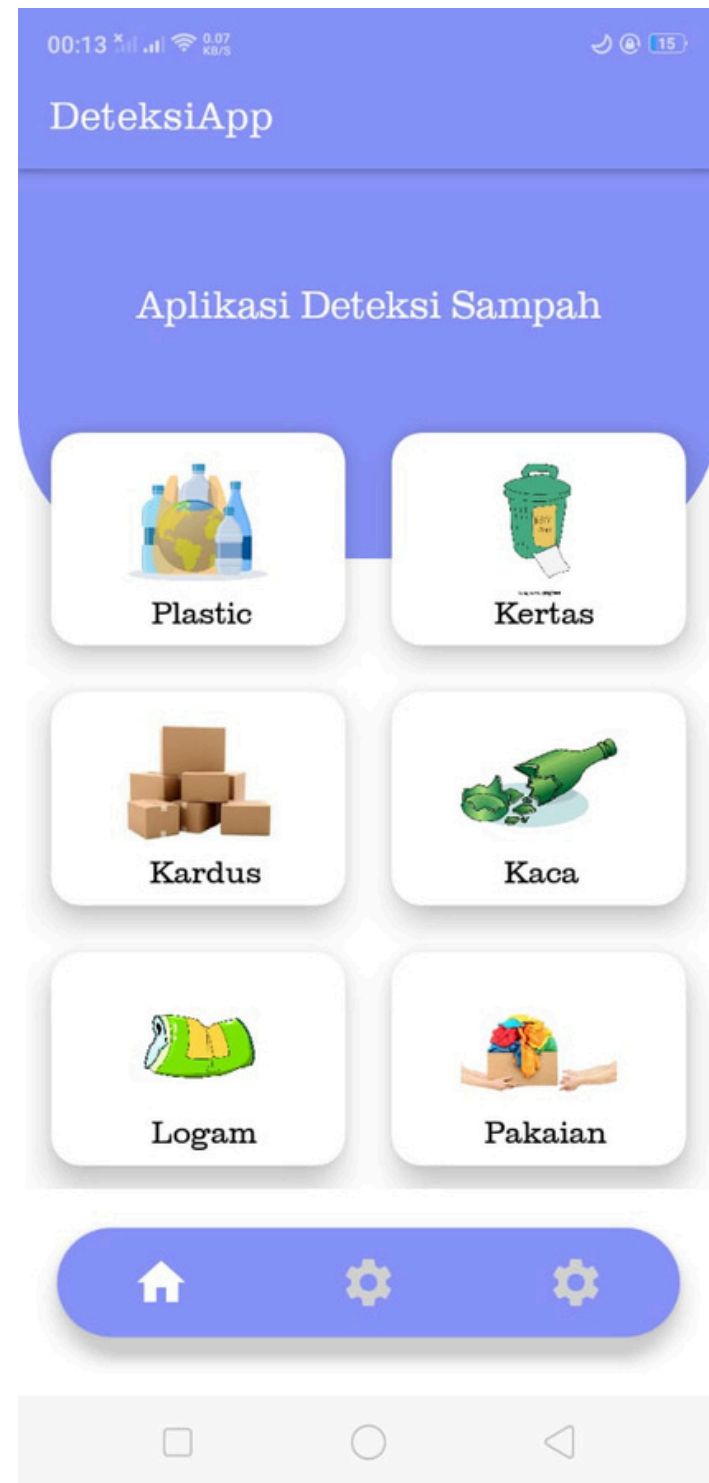 00:13 0.07 KB/S 15
DeteksiApp
Aplikasi Deteksi Sampah
Plastic
Kertas
Kardus
Kaca
Logam
Pakaian